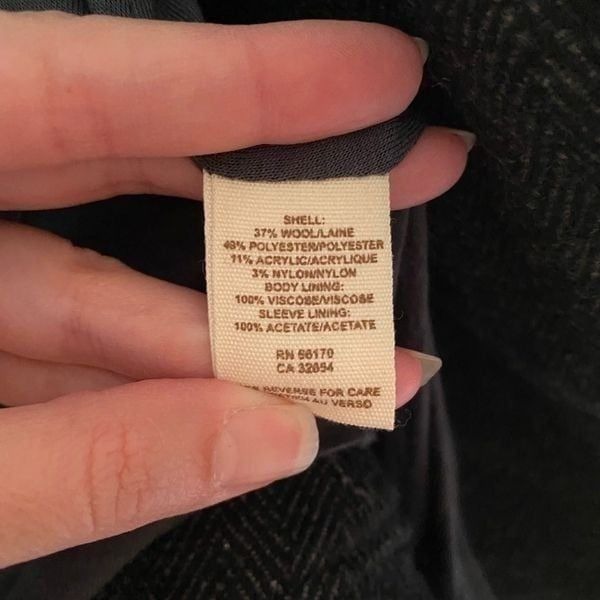 SHELL:
37% WOOL/LAINE
49% POLYESTER/POLYESTER
11% ACRYLIC/ACRYLIQUE
3% NYLON/NYLON
BODY LINING:
100% VISCOSE/VISCOSE
SLEEVE LINING:
100% ACETATE/ACETATE
RN 66170
CA 32054
REVERSE FOR CARE
AU VERSO